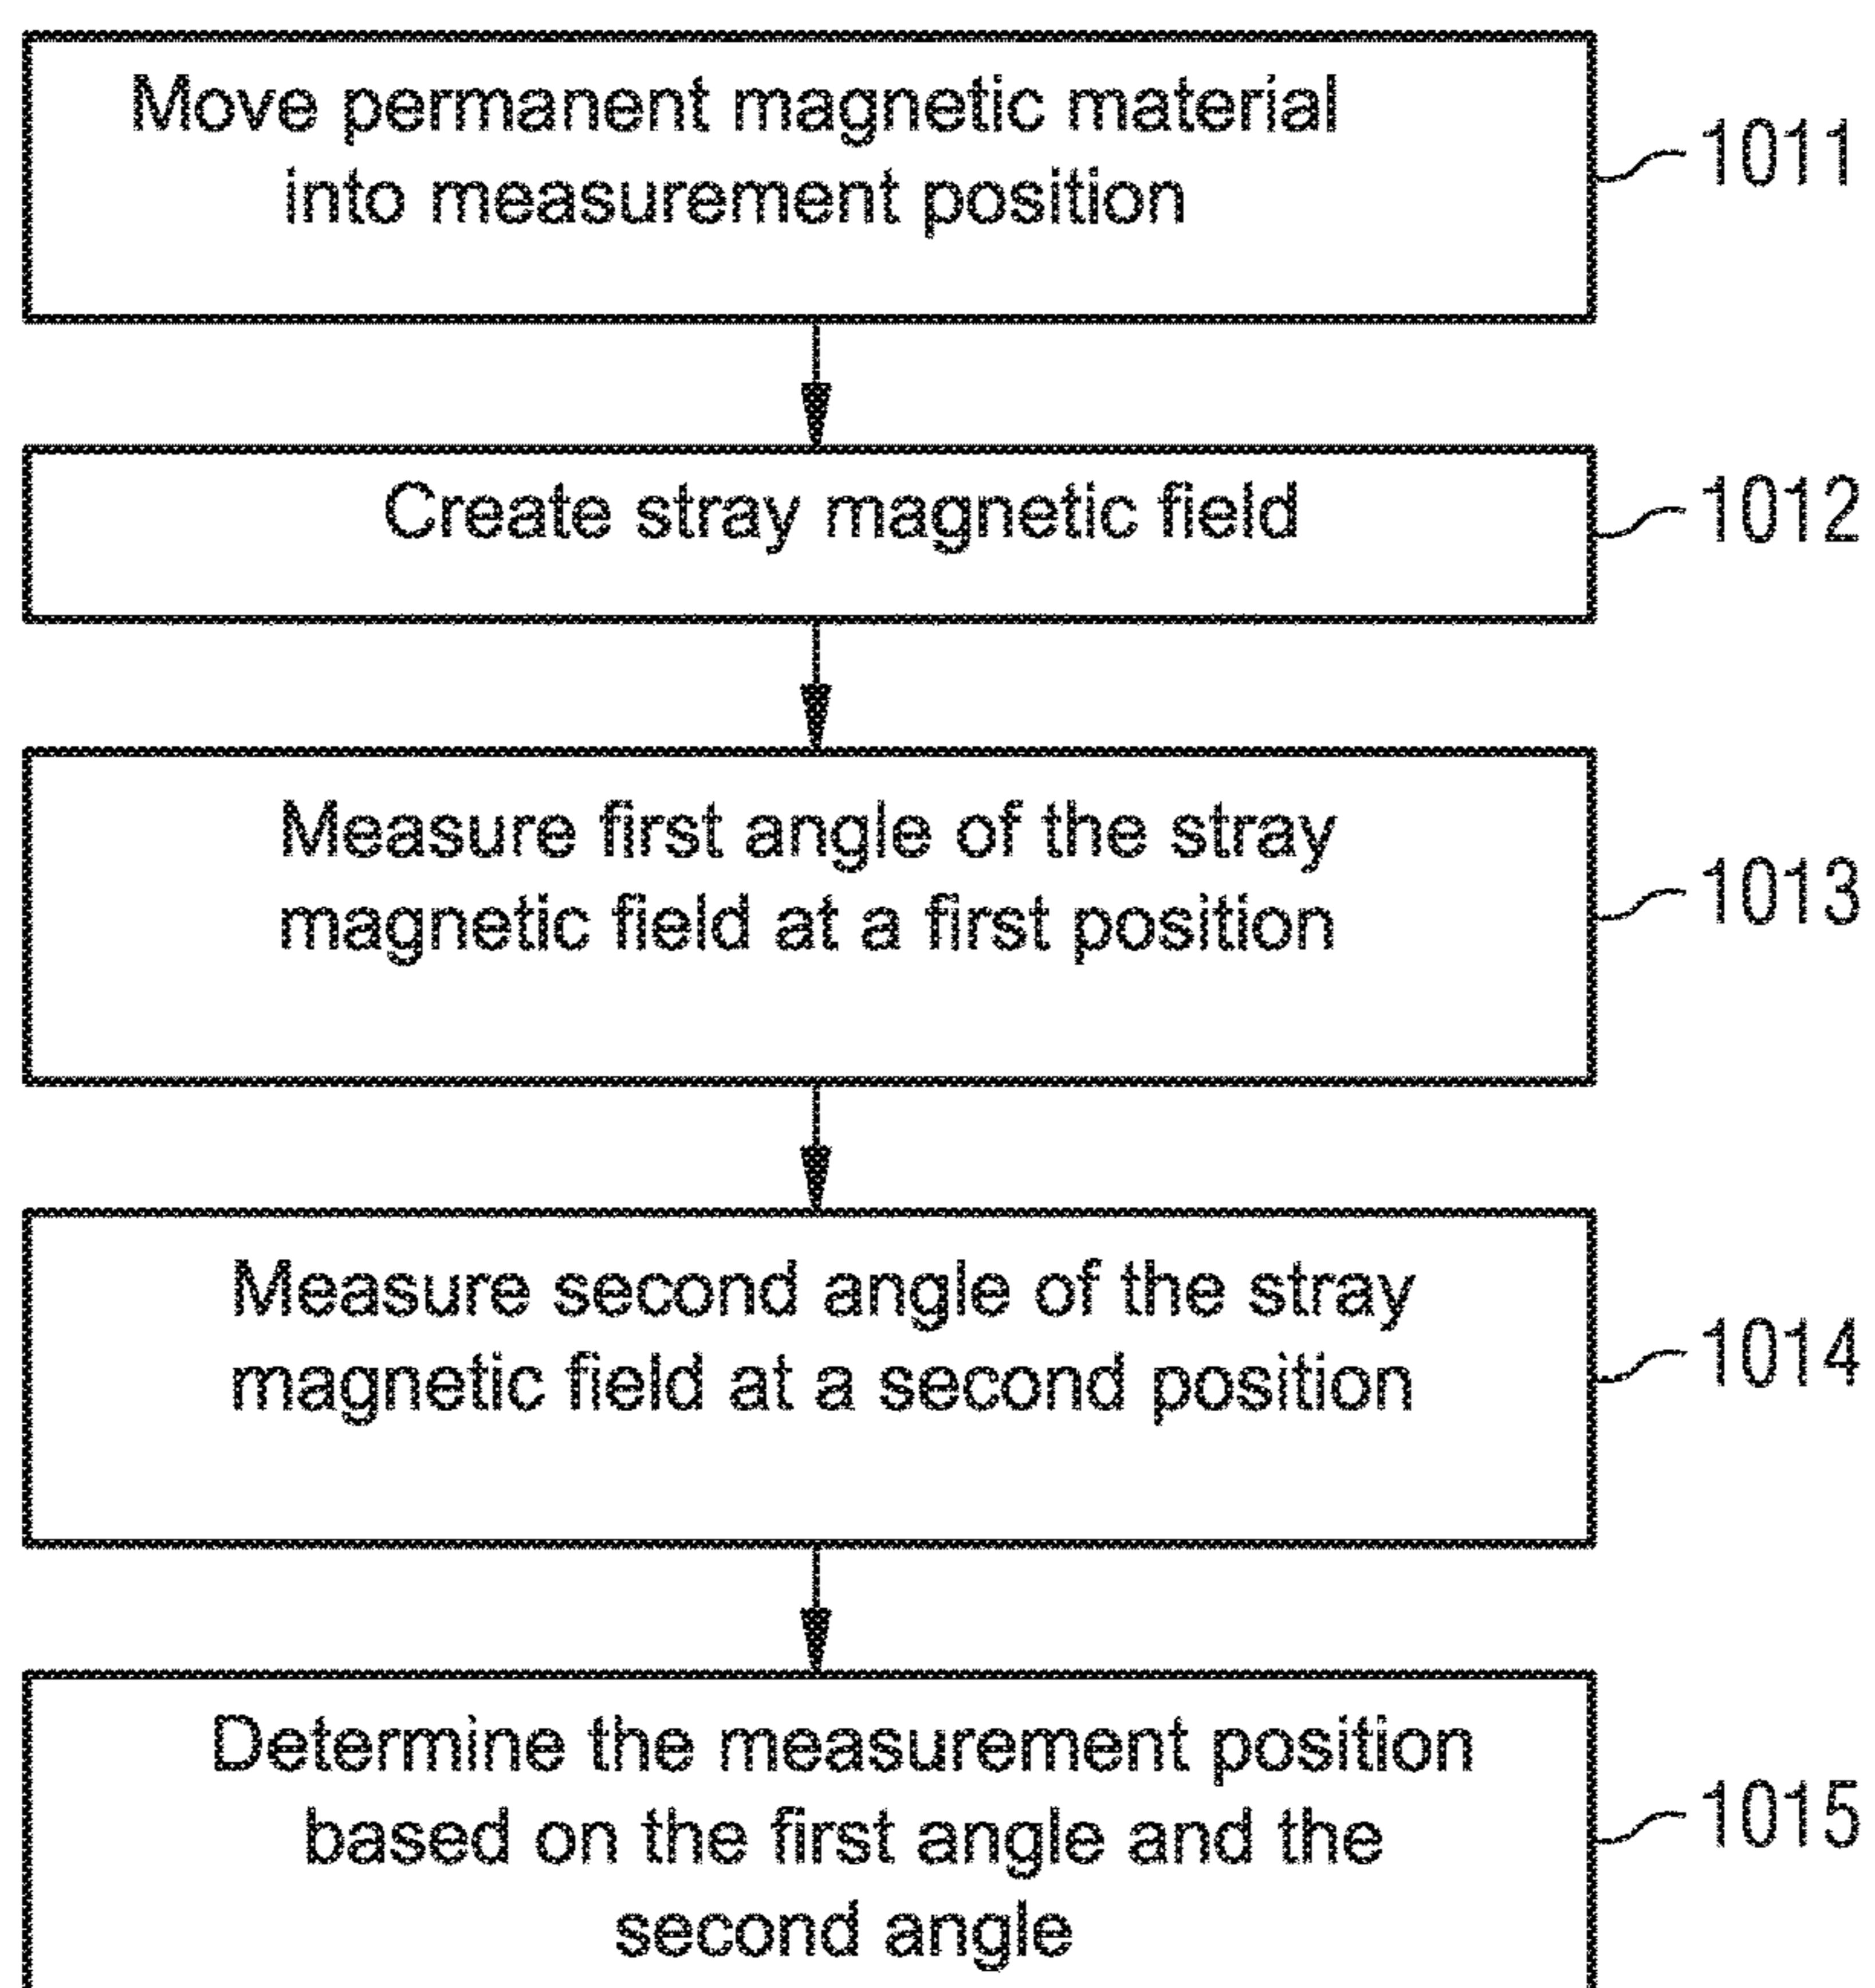 Move permanent magnetic material
into measurement position
1011
Create stray magnetic field
1012
Measure first angle of the stray
magnetic field at a first position
1013
Measure second angle of the stray
magnetic field at a second position
1014
Determine the measurement position
based on the first angle and the
second angle
1015